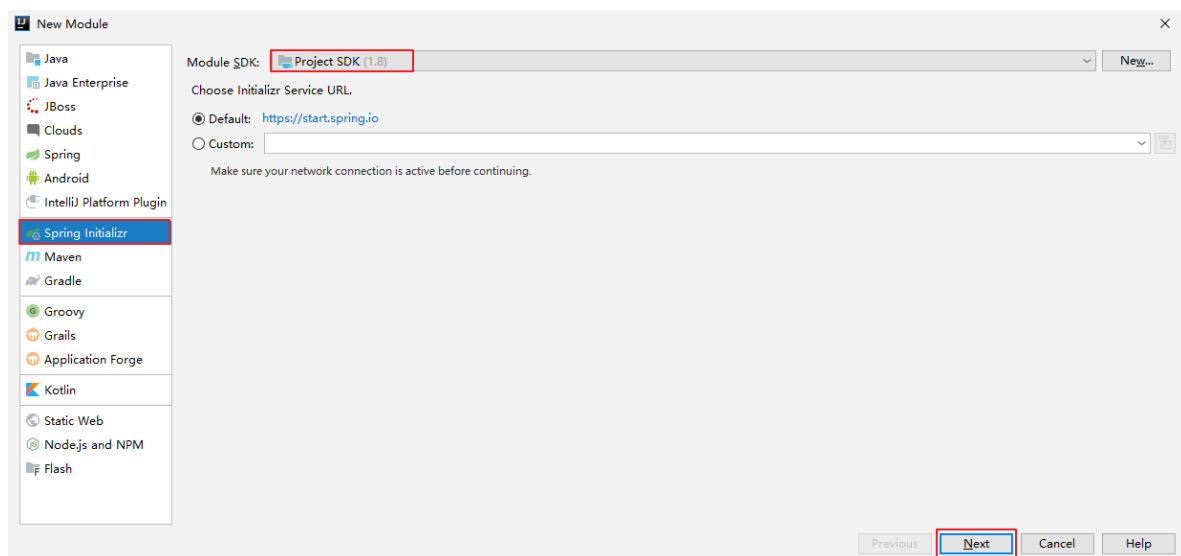 New Module
Java
Java Enterprise
JBoss
Clouds
Spring
Android
IntelliJ Platform Plugin
Spring Initializr
Maven
Gradle
Groovy
Grails
Application Forge
Kotlin
Static Web
Node.js and NPM
Flash
Module SDK: Project SDK (1.8) New...
Choose Initializr Service URL.
Default: https://start.spring.io
Custom:
Make sure your network connection is active before continuing.
Previous Next Cancel Help